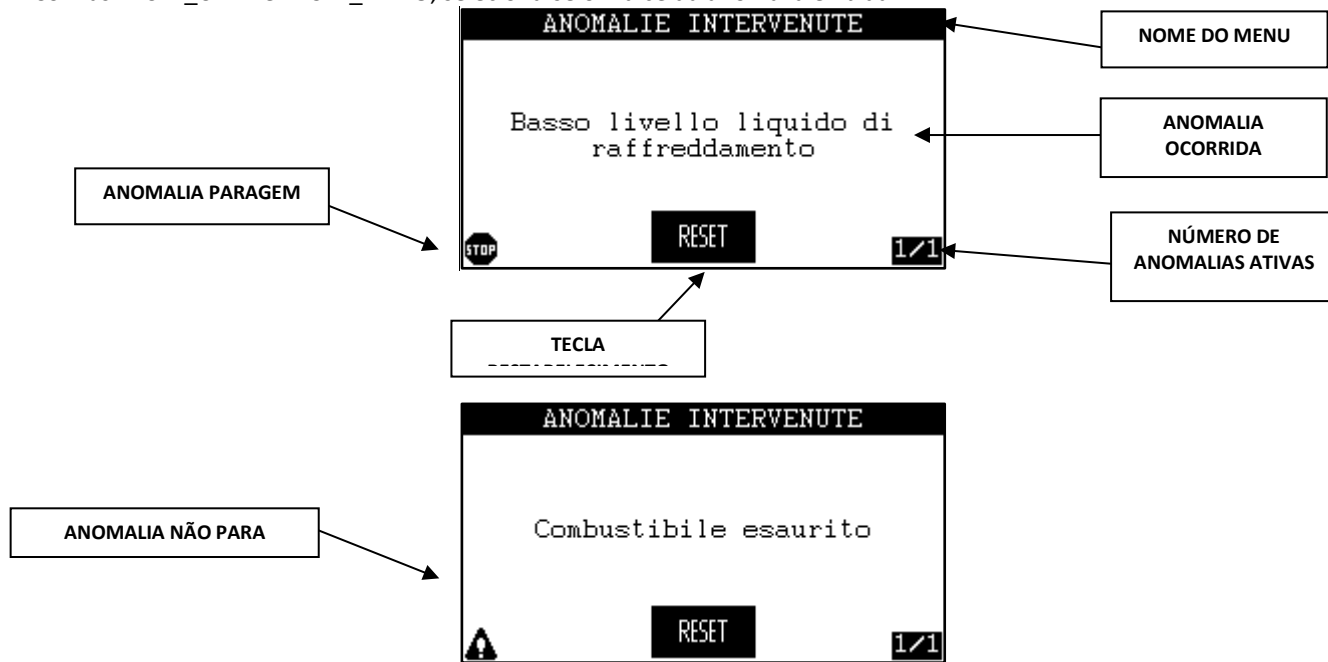 ANOMALIE INTERVENUTE
NOME DO MENU
Basso livello liquido di
raffreddamento
ANOMALIA
OCORRIDA
ANOMALIA PARAGEM
STOP
RESET
1/1
NÚMERO DE
ANOMALIAS ATIVAS
TECLA
ANOMALIE INTERVENUTE
Combustibile esaurito
ANOMALIA NÃO PARA
RESET
1/1